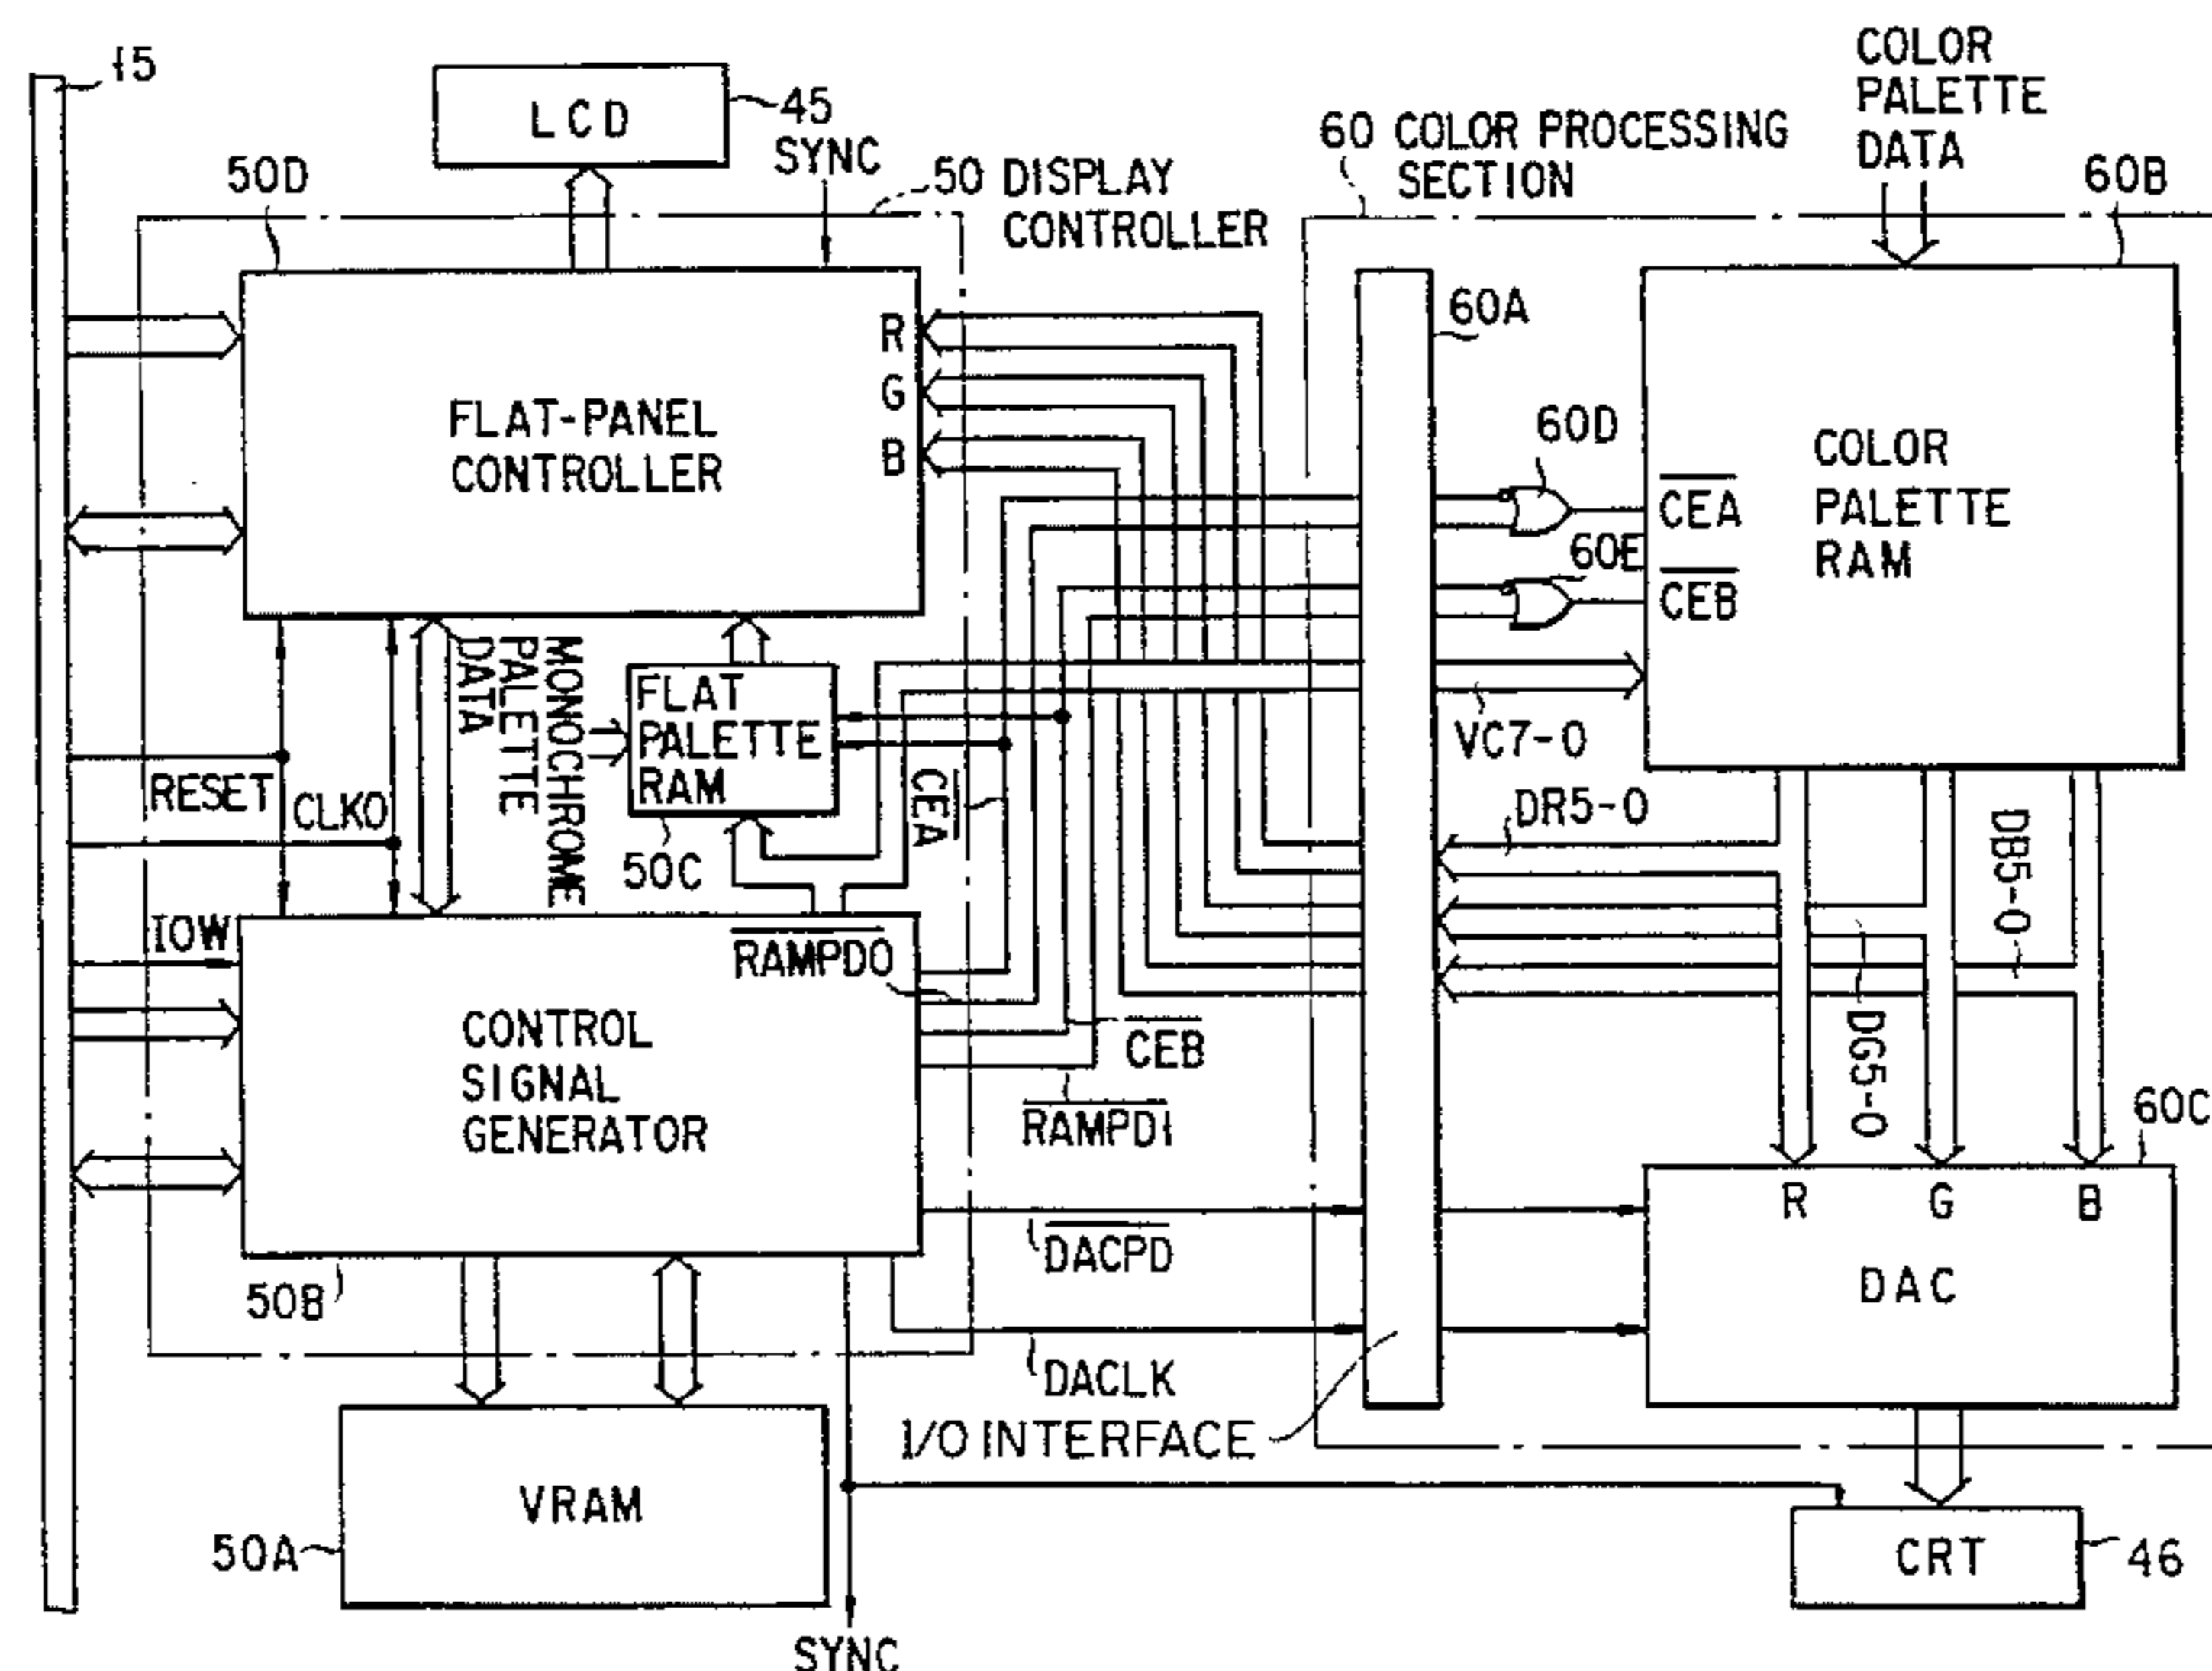 15
LCD
45
SYNC
50D
50 DISPLAY
CONTROLLER
60 COLOR PROCESSING
SECTION
COLOR
PALETTE
DATA
60B
FLAT-PANEL
CONTROLLER
R
G
B
60A
60D
60E
CEA
CEB
COLOR
PALETTE
RAM
MONOCHROME
PALETTE
DATA
FLAT
PALETTE
RAM
50C
RESET
CLKO
CEA
VC7-0
DR5-0
DB5-0
DG5-0
IOW
RAMPD0
CONTROL
SIGNAL
GENERATOR
CEB
RAMPD1
DACPD
DACLK
50B
I/O INTERFACE
60C
R G B
DAC
VRAM
50A
SYNC
CRT
46